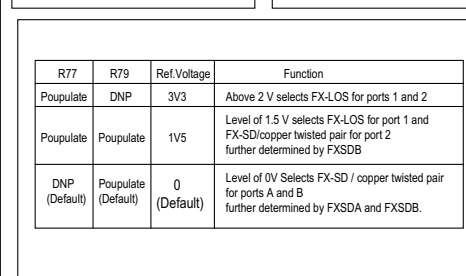 R77 R79 Ref.Voltage Function
Poupulate DNP 3V3 Above 2 V selects FX-LOS for ports 1 and 2
Poupulate Poupulate 1V5 Level of 1.5 V selects FX-LOS for port 1 and
FX-SD/copper twisted pair for port 2
further determined by FXSDB
DNP
(Default)
Poupulate
(Default)
0
(Default)
Level of 0V Selects FX-SD / copper twisted pair
for ports A and B
further determined by FXSDA and FXSDB.